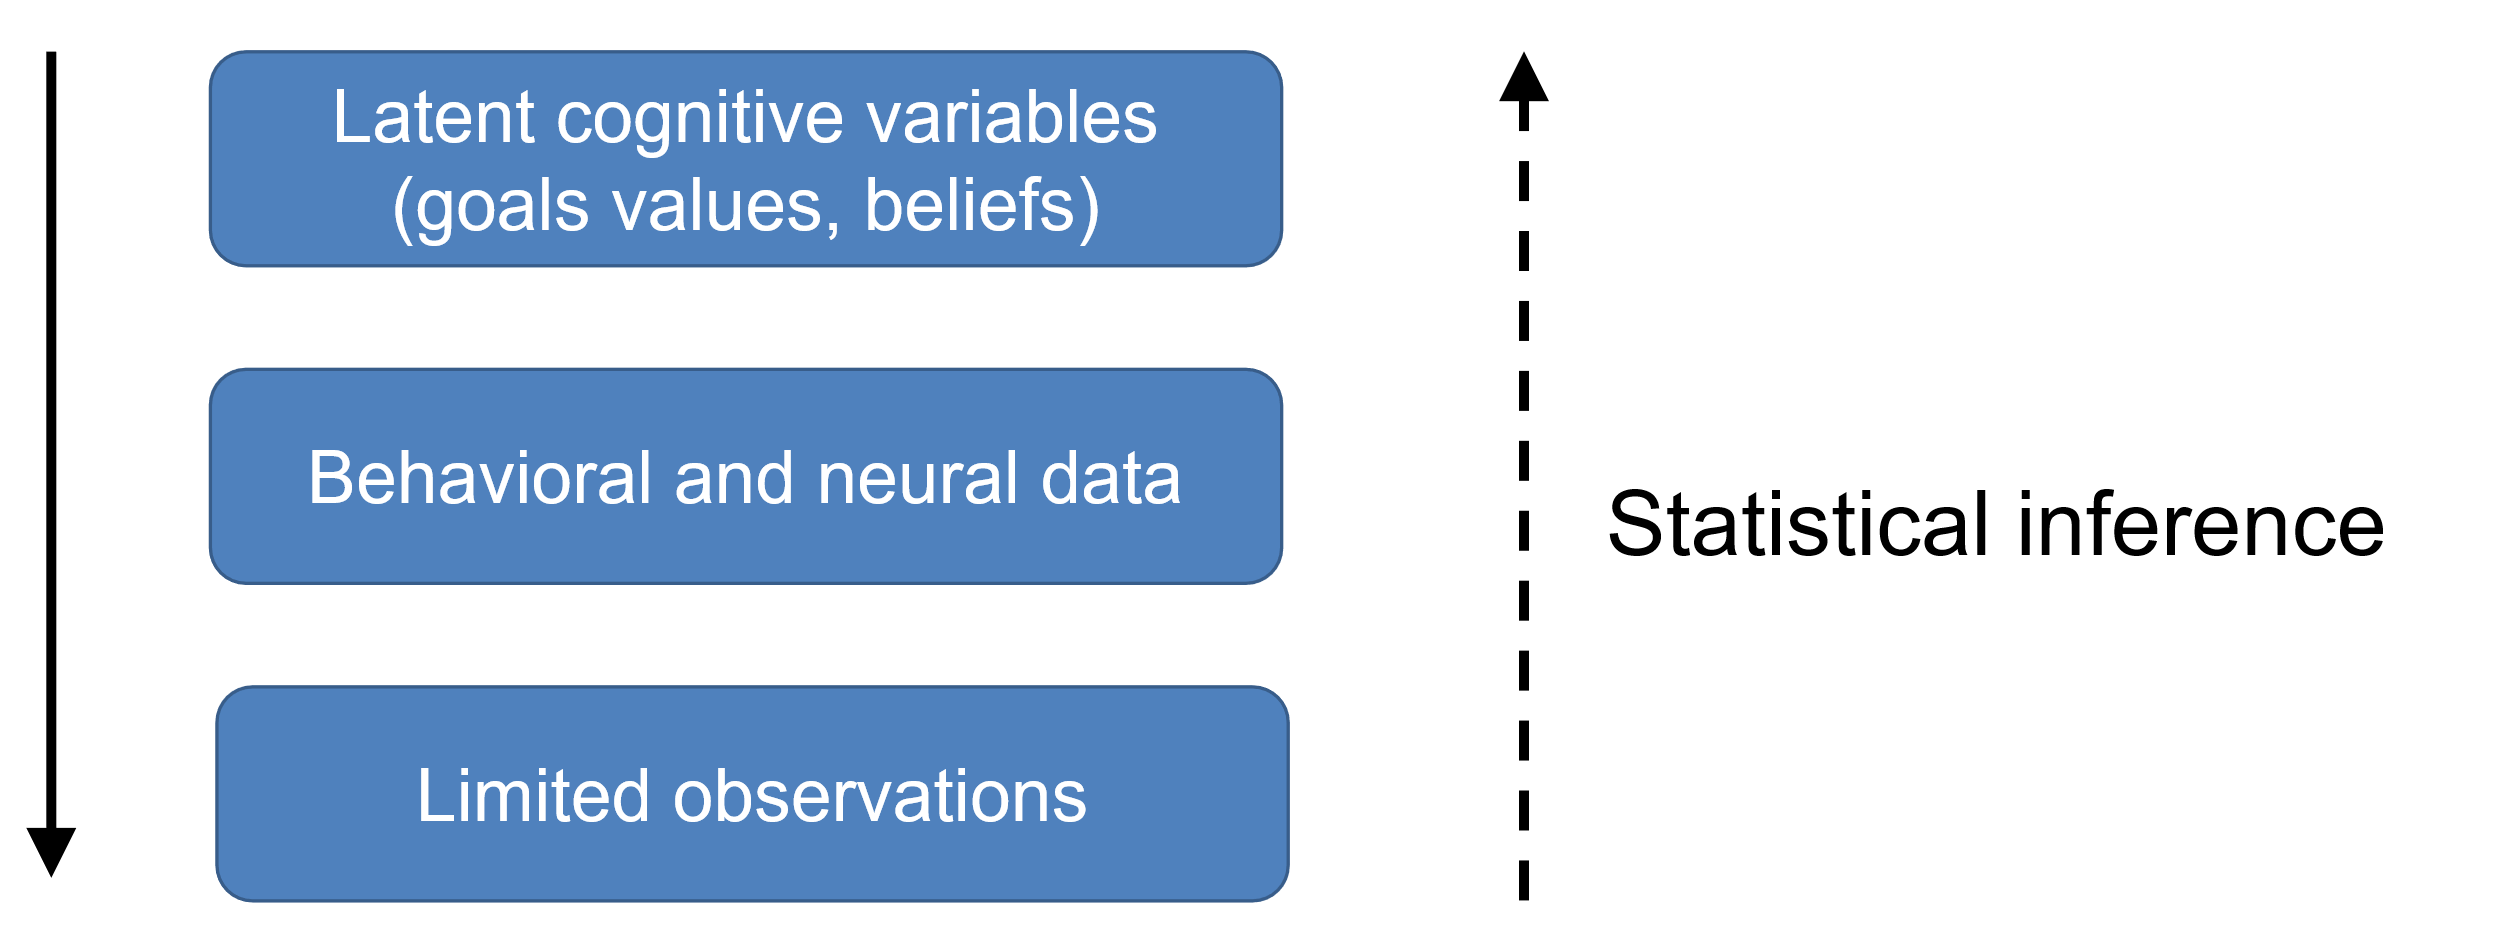 Latent cognitive variables
(goals values, beliefs)
Behavioral and neural data
Statistical inference
Limited observations